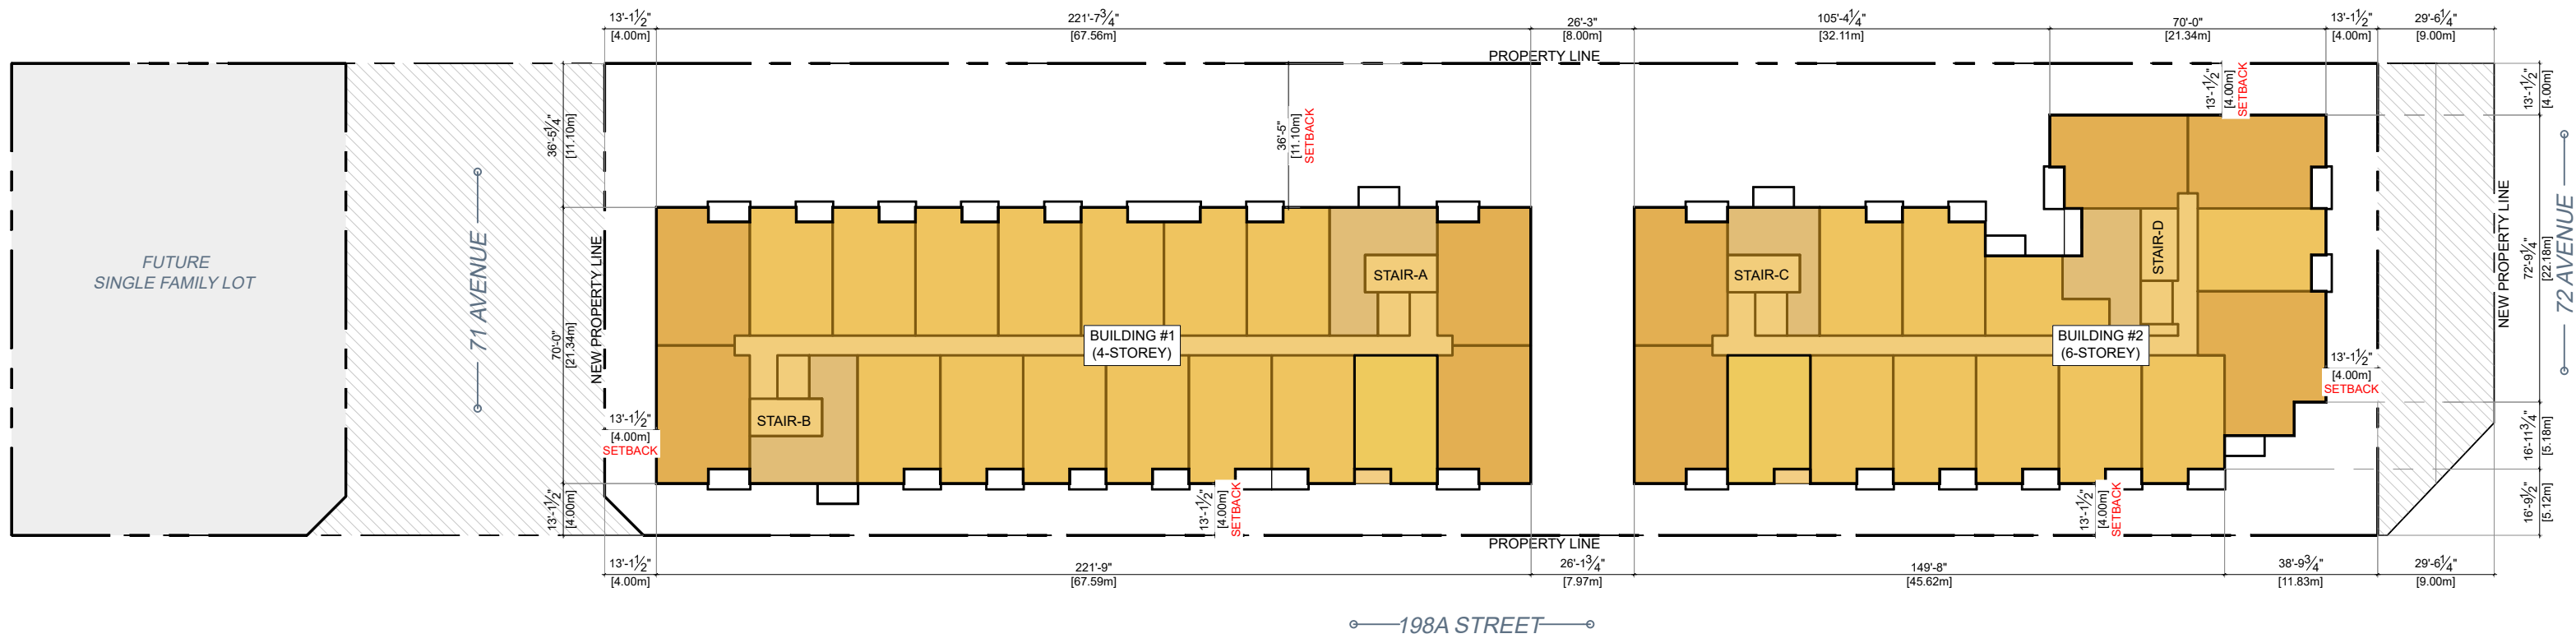 13'-1½"
[4.00m]
221'-7¾"
[67.56m]
26'-3"
[8.00m]
105'-4¼"
[32.11m]
70'-0"
[21.34m]
13'-1½"
[4.00m]
29'-6¼"
[9.00m]
PROPERTY LINE
36'-5¼"
[11.10m]
36'-5"
[11.10m]
SETBACK
13'-1½"
[4.00m]
SETBACK
13'-1½"
[4.00m]
FUTURE
SINGLE FAMILY LOT
71 AVENUE
NEW PROPERTY LINE
70'-0"
[21.34m]
STAIR-A
STAIR-C
STAIR-D
BUILDING #1
(4-STOREY)
BUILDING #2
(6-STOREY)
NEW PROPERTY LINE
72'-9¼"
[22.18m]
72 AVENUE
13'-1½"
[4.00m]
SETBACK
STAIR-B
13'-1½"
[4.00m]
SETBACK
16'-11¾"
[5.18m]
13'-1½"
[4.00m]
13'-1½"
[4.00m]
SETBACK
13'-1½"
[4.00m]
SETBACK
16'-9½"
[5.12m]
PROPERTY LINE
13'-1½"
[4.00m]
221'-9"
[67.59m]
26'-1¾"
[7.97m]
149'-8"
[45.62m]
38'-9¾"
[11.83m]
29'-6¼"
[9.00m]
198A STREET